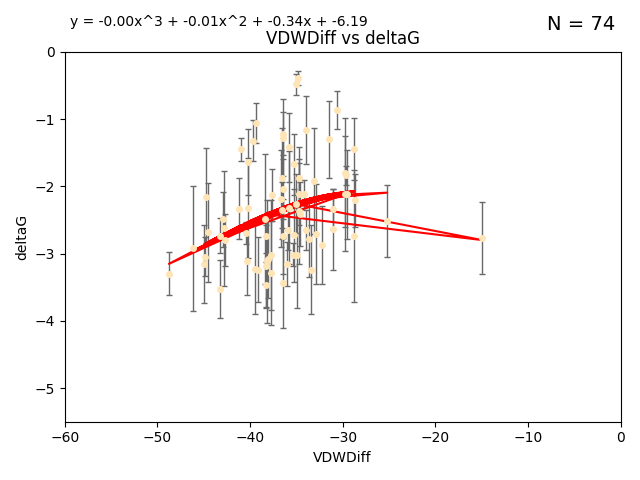 y = -0.00x^3 + -0.01x^2 + -0.34x + -6.19
N = 74
VDWDiff vs deltaG
0
−1
−2
−3
−4
−5
deltaG
−60 −50 −40 −30 −20 −10 0
VDWDiff